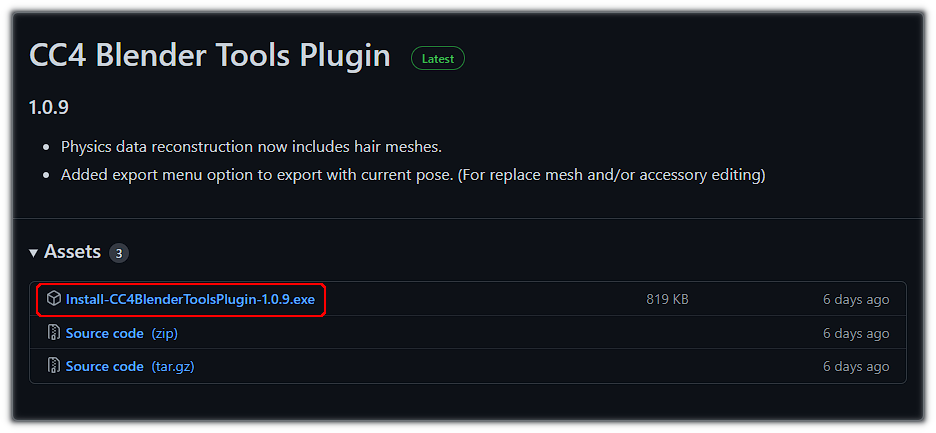 CC4 Blender Tools Plugin Latest
1.0.9
• Physics data reconstruction now includes hair meshes.
• Added export menu option to export with current pose. (For replace mesh and/or accessory editing)
Assets 3
Install-CC4BlenderToolsPlugin-1.0.9.exe 819 KB 6 days ago
Source code (zip) 6 days ago
Source code (tar.gz) 6 days ago